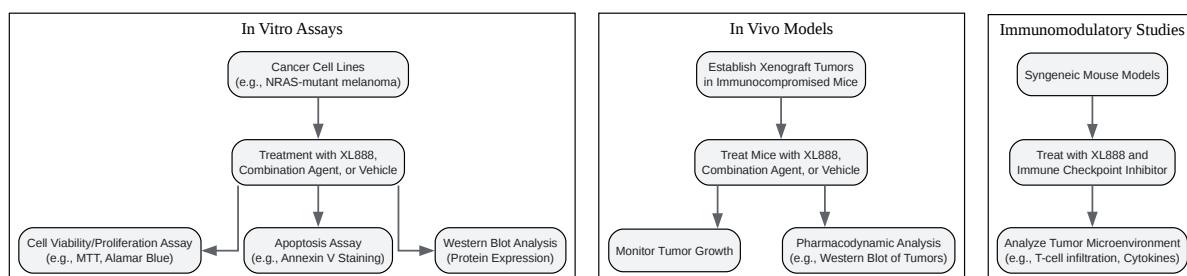 In Vitro Assays
Cancer Cell Lines
(e.g., NRAS-mutant melanoma)
Treatment with XL888,
Combination Agent, or Vehicle
Cell Viability/Proliferation Assay
(e.g., MTT, Alamar Blue)
Apoptosis Assay
(e.g., Annexin V Staining)
Western Blot Analysis
(Protein Expression)
In Vivo Models
Establish Xenograft Tumors
in Immunocompromised Mice
Treat Mice with XL888,
Combination Agent, or Vehicle
Monitor Tumor Growth
Pharmacodynamic Analysis
(e.g., Western Blot of Tumors)
Immunomodulatory Studies
Syngeneic Mouse Models
Treat with XL888 and
Immune Checkpoint Inhibitor
Analyze Tumor Microenvironment
(e.g., T-cell infiltration, Cytokines)